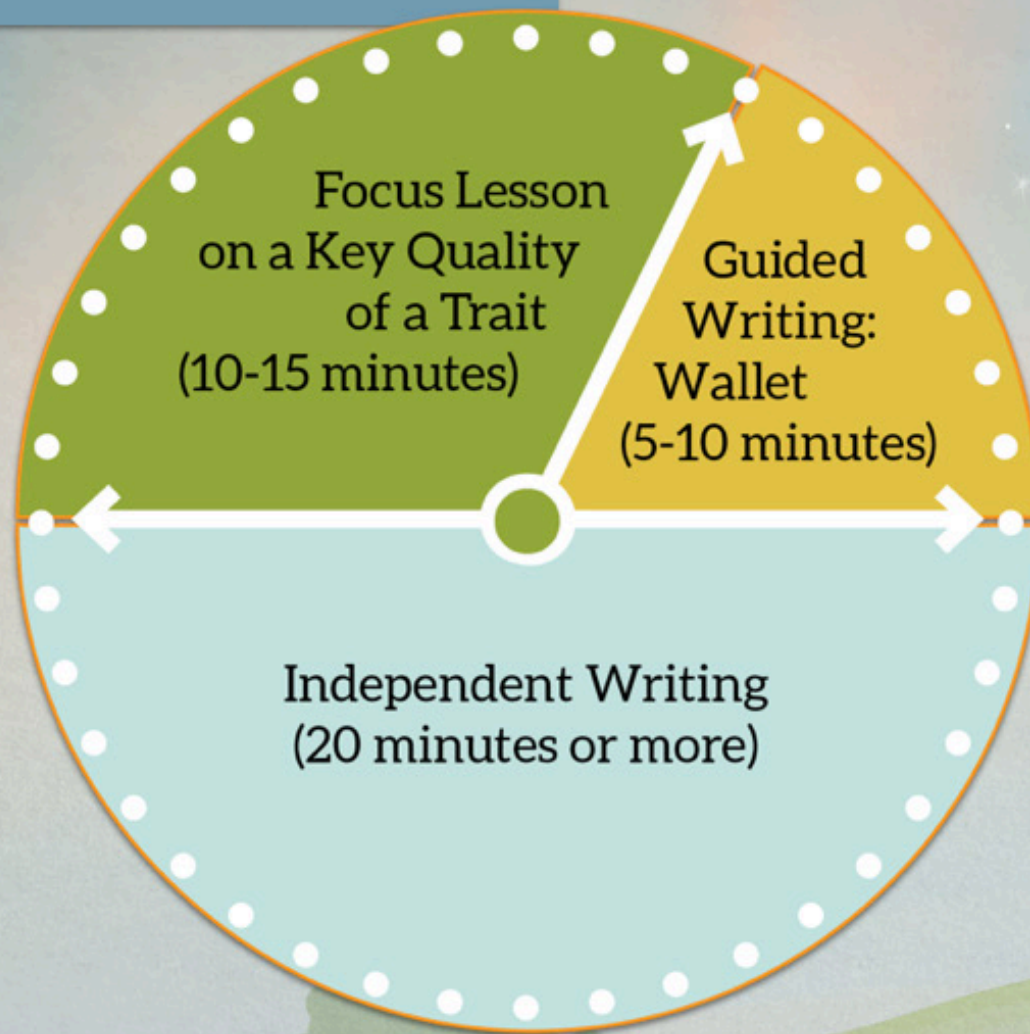 Focus Lesson
on a Key Quality
of a Trait
(10-15 minutes)
Guided
Writing:
Wallet
(5-10 minutes)
Independent Writing
(20 minutes or more)